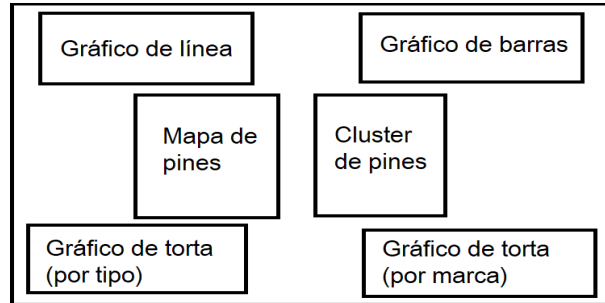 Gráfico de línea
Gráfico de barras
Mapa de
pines
Cluster
de pines
Gráfico de torta
(por tipo)
Gráfico de torta
(por marca)